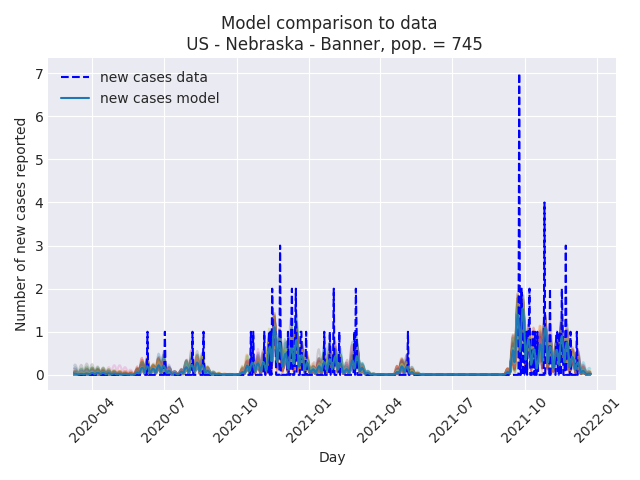 Model comparison to data
US - Nebraska - Banner, pop. = 745
new cases data
new cases model
Number of new cases reported
7
6
5
4
3
2
1
0
2020-04
2020-07
2020-10
2021-01
2021-04
2021-07
2021-10
2022-01
Day